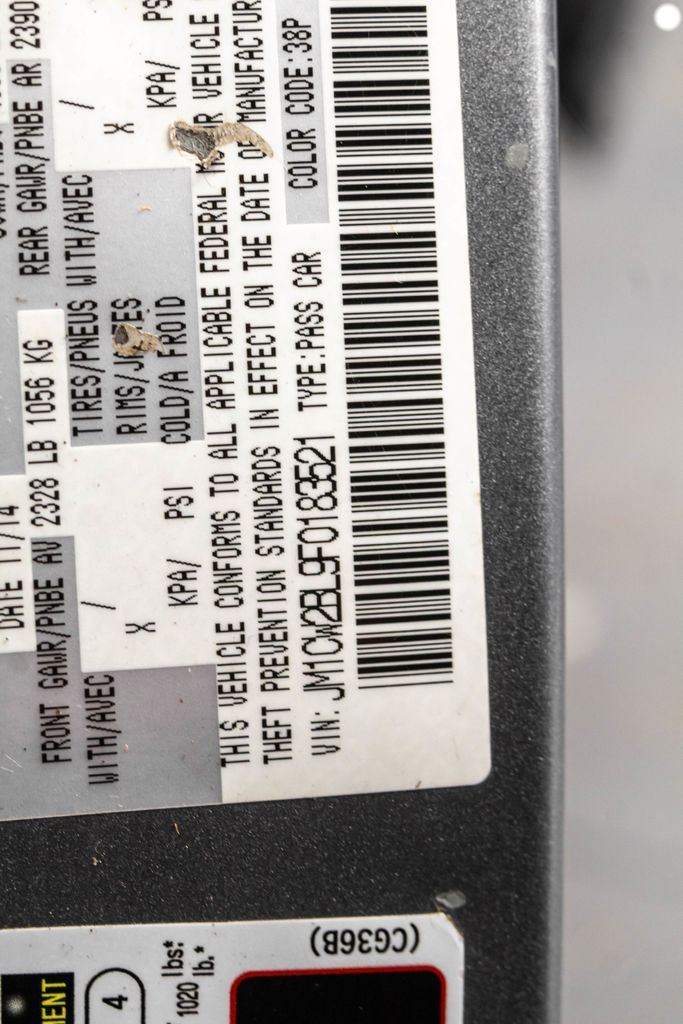 DATE 11/14
FRONT GAWR/PNBE AV 2328 LB 1056 KG REAR GAWR/PNBE AR 2390
WITH/AVEC / TIRES/PNEUS WITH/AVEC /
X RIMS/ X
KPA/ PSI COLD/A FROID KPA/
THIS VEHICLE CONFORMS TO ALL APPLICABLE FEDERAL VEHICLE
THEFT PREVENTION STANDARDS IN EFFECT ON THE DATE OF MANUFACTUR
VIN: JM1CW2BL9F0183521 TYPE:PASS CAR COLOR CODE:38P
(CG36B)
4
lbs*
1020 lb.*
MENT